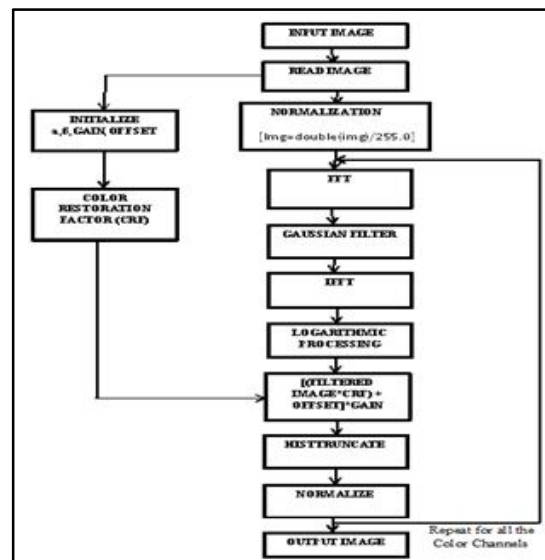 INPUT IMAGE
READ IMAGE
INITIALIZE
α,β,GAIN,OFFSET
NORMALIZATION
[Img=double(img)/255.0]
COLOR
RESTORATION
FACTOR (CRF)
FFT
GAUSSIAN FILTER
IFFT
LOGARITHMIC
PROCESSING
[(FILTERED
IMAGE*CRF) +
OFFSET]*GAIN
HISTTRUNCATE
NORMALIZE
OUTPUT IMAGE
Repeat for all the
Color Channels